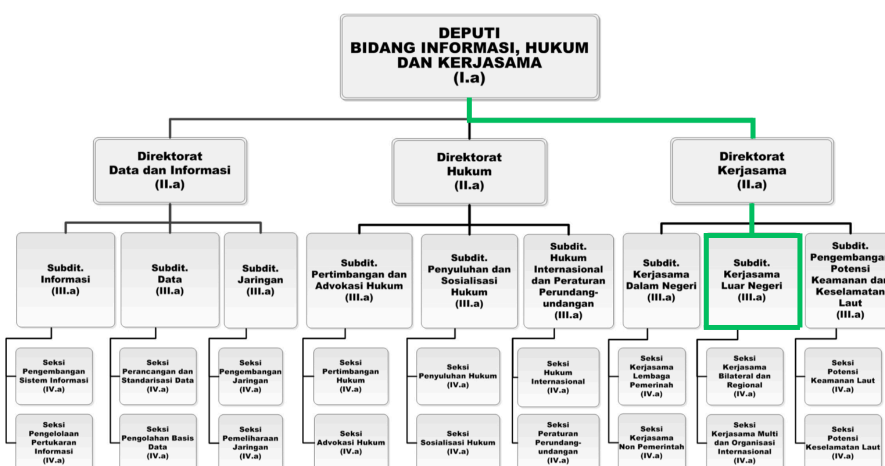 DEPUTI
BIDANG INFORMASI, HUKUM
DAN KERJASAMA
(I.a)
Direktorat
Data dan Informasi
(II.a)
Direktorat
Hukum
(II.a)
Direktorat
Kerjasama
(II.a)
Subdit.
Informasi
(III.a)
Subdit.
Data
(III.a)
Subdit.
Jaringan
(III.a)
Subdit.
Pertimbangan dan
Advokasi Hukum
(III.a)
Subdit.
Penyuluhan dan
Sosialisasi
Hukum
(III.a)
Subdit.
Hukum
Internasional
dan Peraturan
Perundang-
undangan
(III.a)
Subdit.
Kerjasama
Dalam Negeri
(III.a)
Subdit.
Kerjasama
Luar Negeri
(III.a)
Subdit.
Pengembangan
Potensi
Keamanan dan
Keselamatan
Laut
(III.a)
Seksi
Pengembangan
Sistem Informasi
(IV.a)
Seksi
Perancangan dan
Standarisasi Data
(IV.a)
Seksi
Pengembangan
Jaringan
(IV.a)
Seksi
Pertimbangan
Hukum
(IV.a)
Seksi
Penyuluhan Hukum
(IV.a)
Seksi
Hukum
Internasional
(IV.a)
Seksi
Kerjasama
Lembaga
Pemerinah
(IV.a)
Seksi
Kerjasama
Bilateral dan
Regional
(IV.a)
Seksi
Potensi
Keamanan Laut
(IV.a)
Seksi
Pengelolaan
Pertukaran
Informasi
(IV.a)
Seksi
Pengolahan Basis
Data
(IV.a)
Seksi
Pemeliharaan
Jaringan
(IV.a)
Seksi
Advokasi Hukum
(IV.a)
Seksi
Sosialisasi Hukum
(IV.a)
Seksi
Peraturan
Perundang-
undangan
(IV.a)
Seksi
Kerjasama
Non Pemerintah
(IV.a)
Seksi
Kerjasama Multi
dan Organisasi
Internasional
(IV.a)
Seksi
Potensi
Keselamatan Laut
(IV.a)